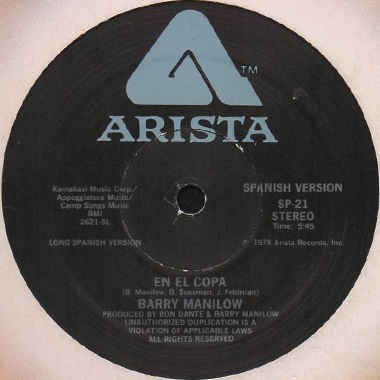 TM
ARISTA
Kamakazi Music Corp./
Appoggiatura Music/
Camp Songs Music
BMI
2621-SL
LONG SPANISH VERSION
SPANISH VERSION
SP-21
STEREO
Time: 5:45
℗ 1978 Arista Records, Inc.
EN EL COPA
(B. Manilow, D. Sussman, J. Feldman)
BARRY MANILOW
PRODUCED BY RON DANTE & BARRY MANILOW
UNAUTHORIZED DUPLICATION IS A
VIOLATION OF APPLICABLE LAWS
ALL RIGHTS RESERVED